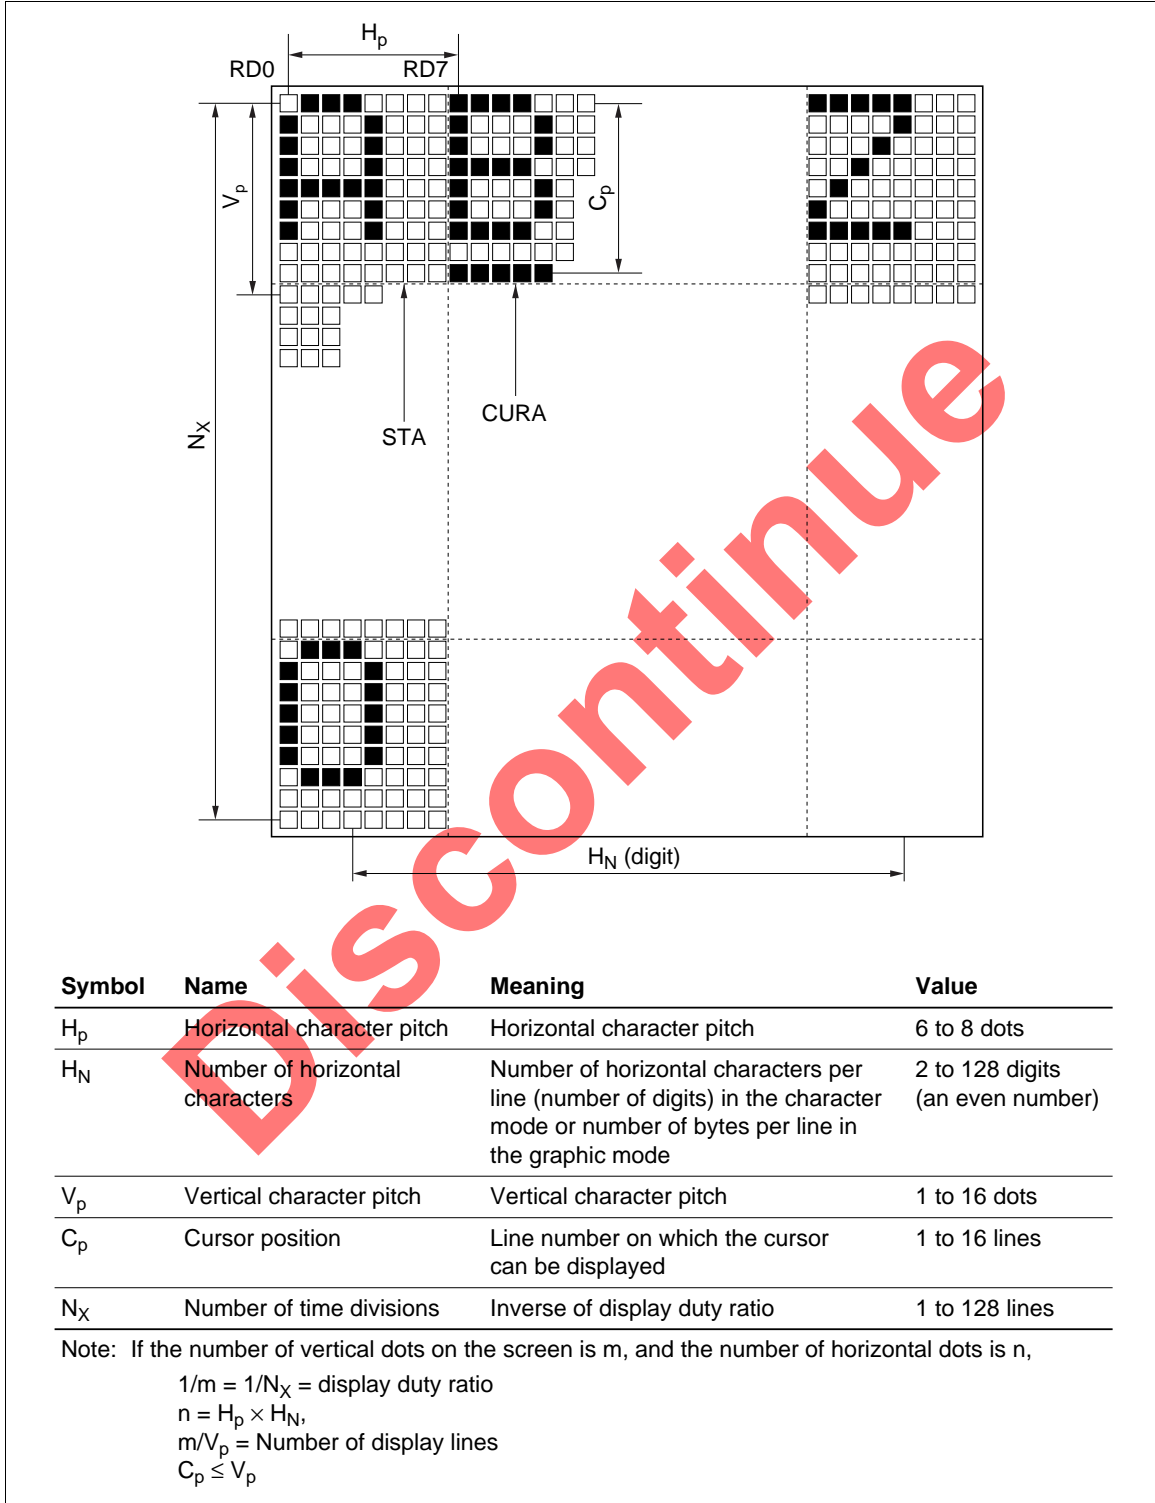 Hp
RD0 RD7
Vp
Cp
NX
STA
CURA
HN (digit)
Discontinue
Symbol Name Meaning Value
Hp Horizontal character pitch Horizontal character pitch 6 to 8 dots
HN Number of horizontal Number of horizontal characters per 2 to 128 digits
characters line (number of digits) in the character (an even number)
mode or number of bytes per line in
the graphic mode
Vp Vertical character pitch Vertical character pitch 1 to 16 dots
Cp Cursor position Line number on which the cursor 1 to 16 lines
can be displayed
NX Number of time divisions Inverse of display duty ratio 1 to 128 lines
Note: If the number of vertical dots on the screen is m, and the number of horizontal dots is n,
1/m = 1/NX = display duty ratio
n = Hp × HN,
m/Vp = Number of display lines
Cp ≤ Vp